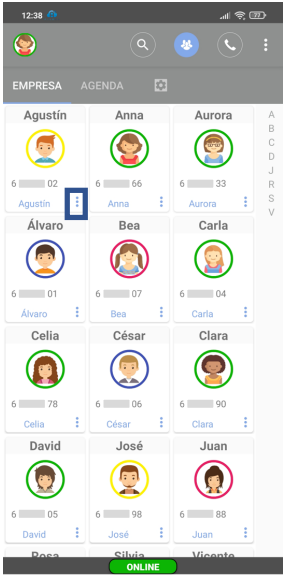 12:38 77
EMPRESA AGENDA
Agustín Anna Aurora
6 02 6 66 6 33
Agustin Anna Aurora
Álvaro Bea Carla
6 01 6 07 6 04
Álvaro Bea Carla
Celia César Clara
6 78 6 06 6 90
Celia César Clara
David José Juan
6 05 6 98 6 88
David José Juan
Rosa Silvia Vicente
ONLINE
A
B
C
D
J
R
S
V